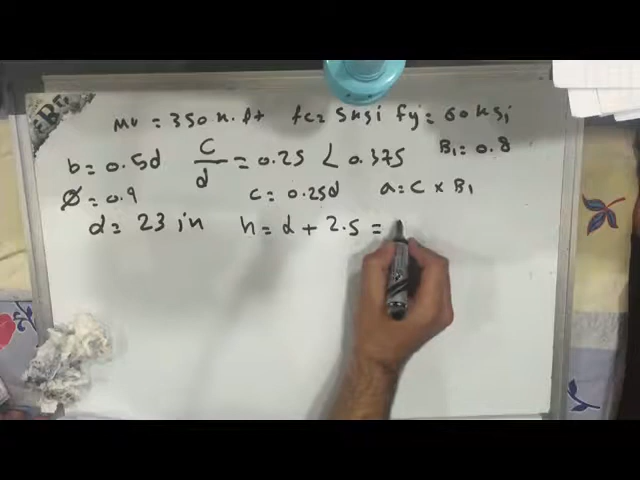 Mu = 350 k.ft fc= 5ksi fy= 60ksi
b= 0.5d c/d = 0.25 < 0.375 B1= 0.8
Ø= 0.9 c= 0.25d a= c x B1
d= 23 in h= d + 2.5 =